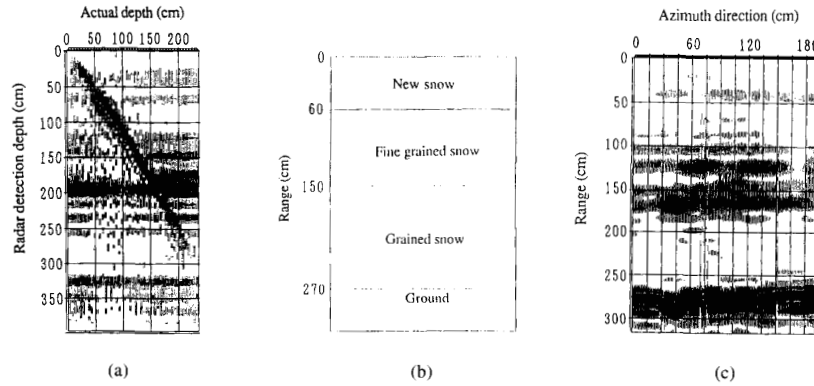 Actual depth (cm)
0 50 100 150 200
Radar detection depth (cm)
0
50
100
150
200
250
300
350
(a)
Range (cm)
0
60
150
270
New snow
Fine grained snow
Grained snow
Ground
(b)
Azimuth direction (cm)
0 60 120 180
Range (cm)
0
50
100
150
200
250
300
(c)